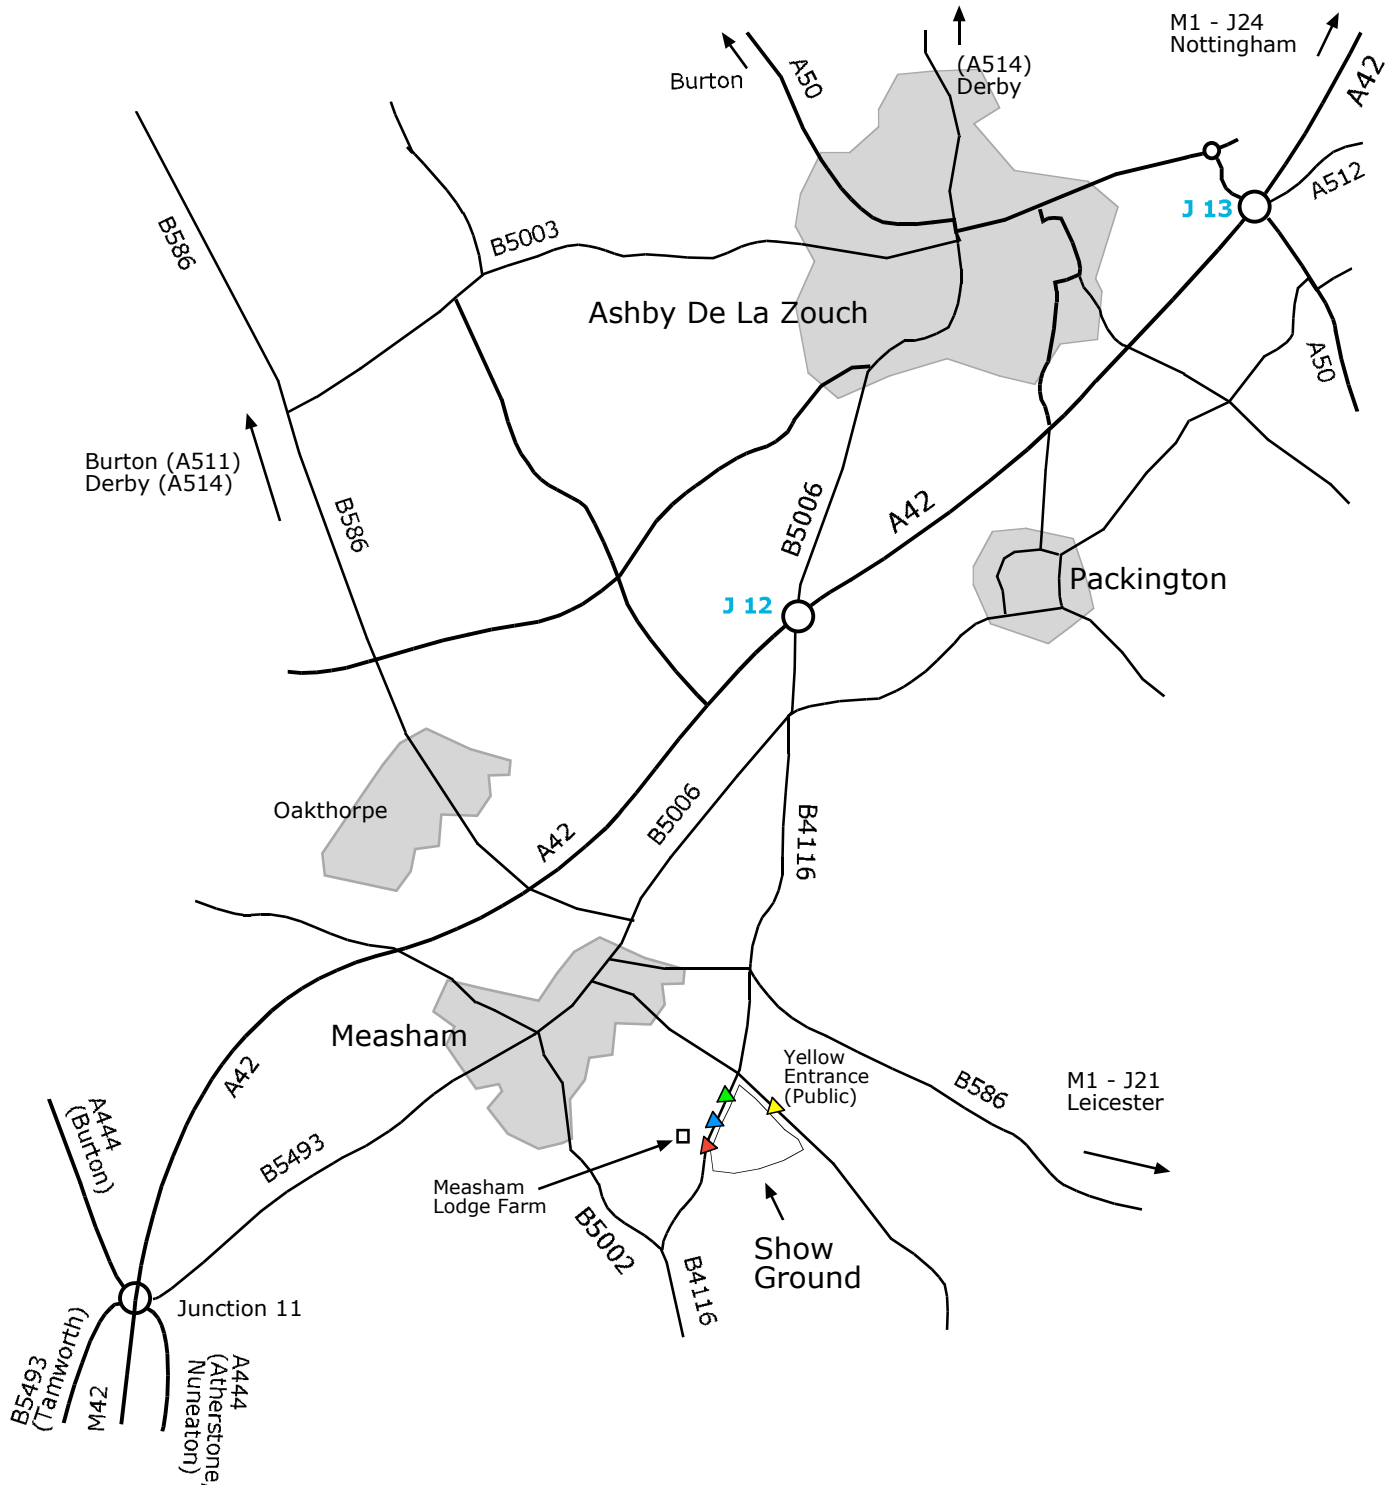 M1 - J24
Nottingham
(A514)
Derby
Burton
A50
A42
A512
J 13
B586
B5003
Ashby De La Zouch
A50
Burton (A511)
Derby (A514)
B586
B5006
A42
Packington
J 12
Oakthorpe
A42
B5006
B4116
Measham
A42
Yellow
Entrance
(Public)
B586
M1 - J21
Leicester
A444
(Burton)
B5493
Measham
Lodge Farm
B5002
Show
Ground
B4116
Junction 11
B5493
(Tamworth)
M42
A444
(Atherstone,
Nuneaton)